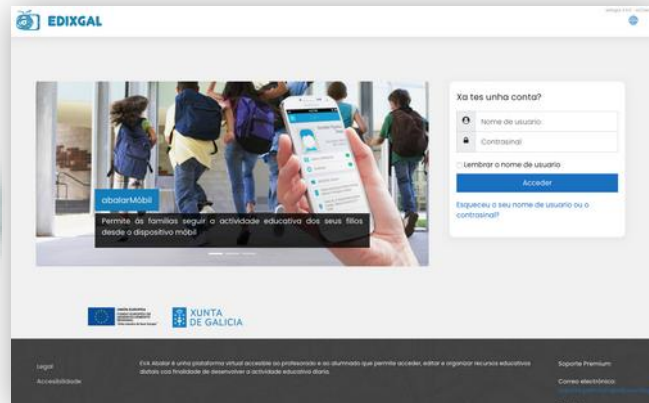 EDIXGAL
Xa tes unha conta?
Nome de usuario
Contrasinal
Lembrar o nome de usuario
Acceder
Esqueceu o seu nome de usuario ou o
contrasinal?
abalarMóbil
Permite ás familias seguir a actividade educativa dos seus fillos
desde o dispositivo móbil
UNIÓN EUROPEA
XUNTA
DE GALICIA
Legal
Accesibilidade
EVA Abalar é unha plataforma virtual accesible ao profesorado e ao alumnado que permite acceder, editar e organizar recursos educativos
dixitais coa finalidade de desenvolver a actividade educativa diaria.
Soporte Premium
Correo electrónico: